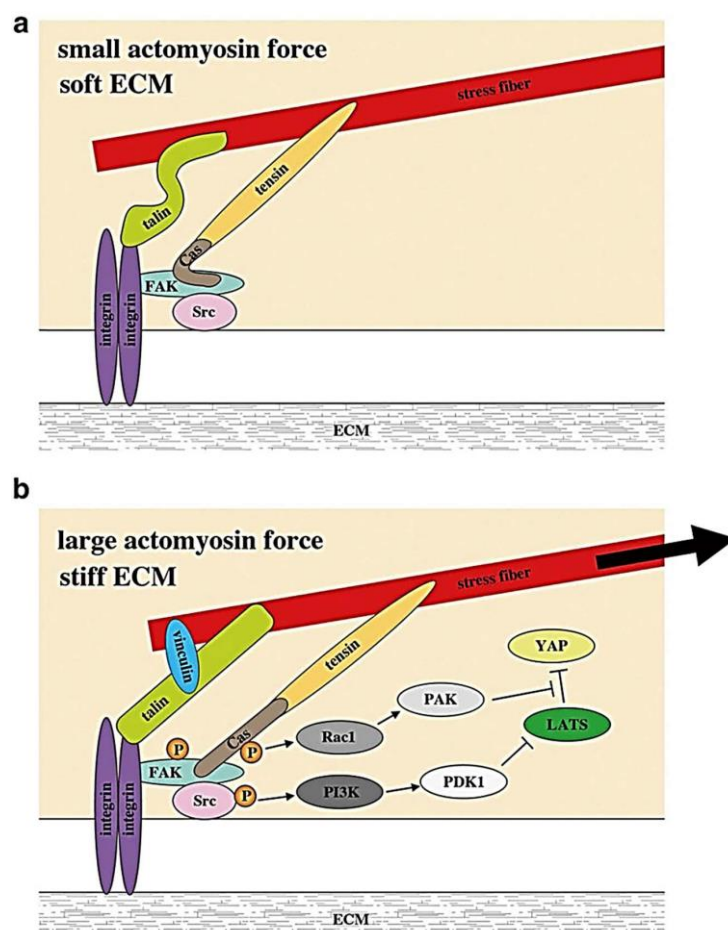 a
small actomyosin force
soft ECM
stress fiber
tensin
talin
Cas
FAK
Src
integrin
integrin
ECM
b
large actomyosin force
stiff ECM
stress fiber
vinculin
tensin
talin
YAP
PAK
LATS
Cas
Rac1
P
P
FAK
PDK1
P
Src
PI3K
integrin
integrin
ECM